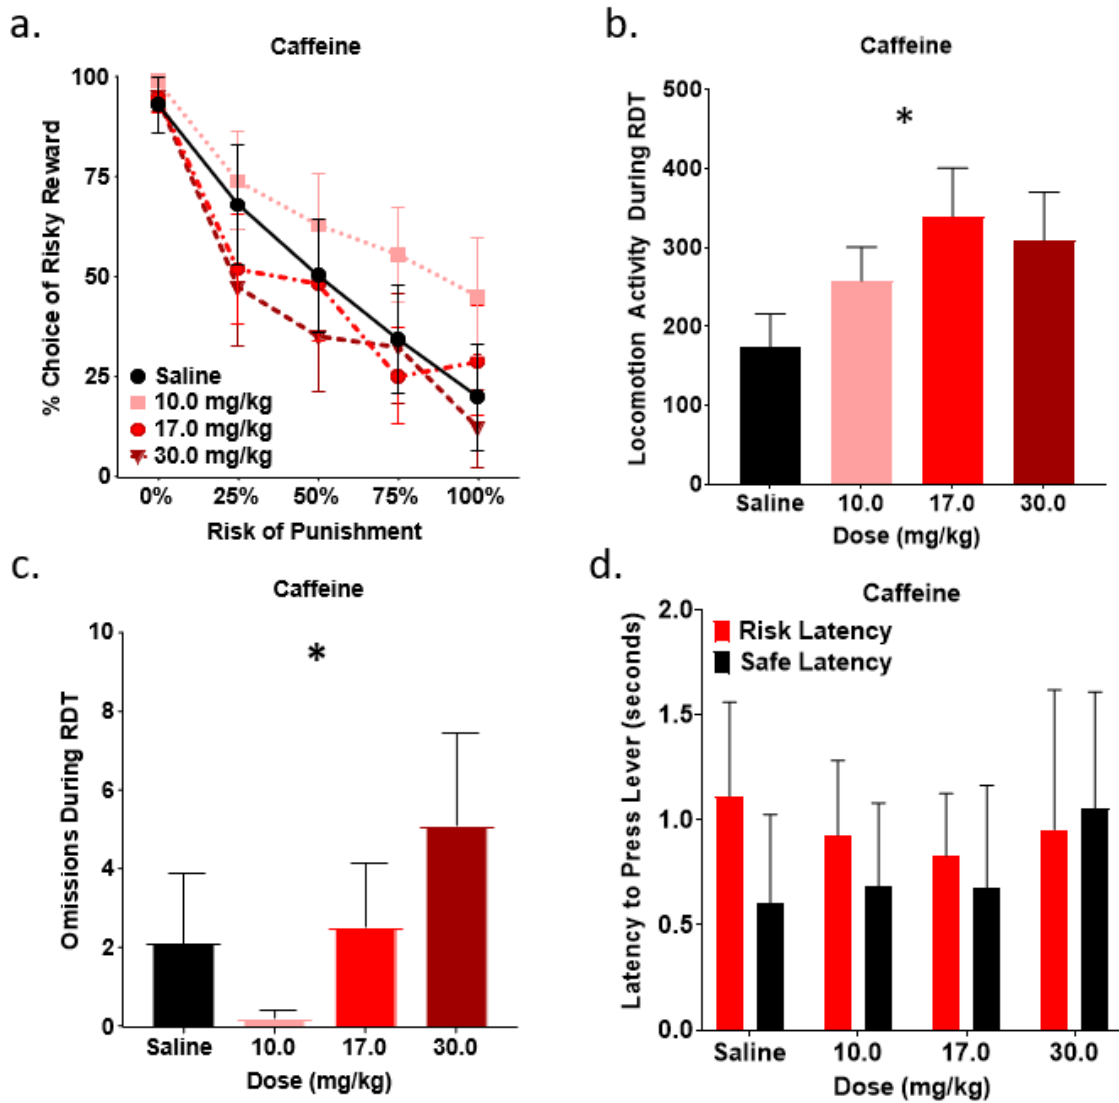 a.
Caffeine
% Choice of Risky Reward
100
75
50
25
0
Saline
10.0 mg/kg
17.0 mg/kg
30.0 mg/kg
0% 25% 50% 75% 100%
Risk of Punishment
b.
Caffeine
Locomotion Activity During RDT
500
400
300
200
100
0
*
Saline 10.0 17.0 30.0
Dose (mg/kg)
c.
Caffeine
Omissions During RDT
10
8
6
4
2
0
*
Saline 10.0 17.0 30.0
Dose (mg/kg)
d.
Caffeine
Latency to Press Lever (seconds)
2.0
1.5
1.0
0.5
0.0
Risk Latency
Safe Latency
Saline 10.0 17.0 30.0
Dose (mg/kg)